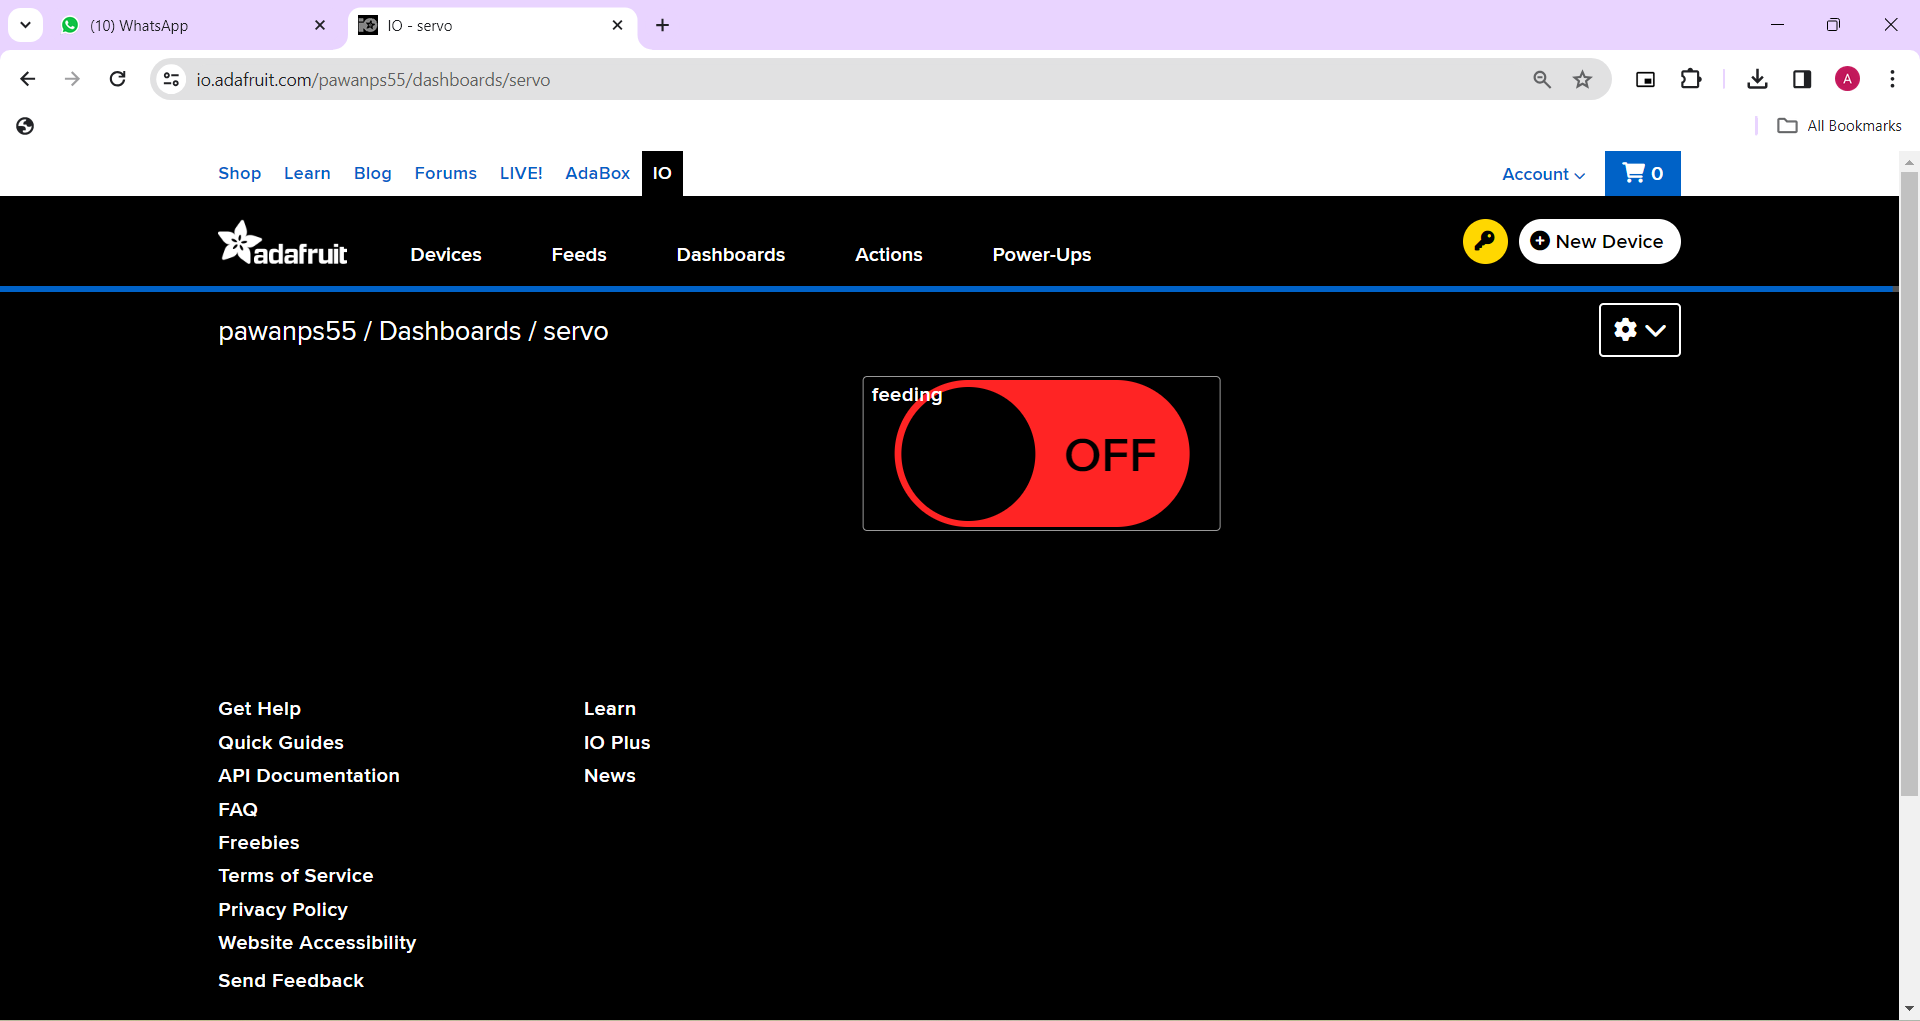 (10) WhatsApp
IO - servo
io.adafruit.com/pawanps55/dashboards/servo
A
All Bookmarks
Shop Learn Blog Forums LIVE! AdaBox IO
Account
0
adafruit
Devices Feeds Dashboards Actions Power-Ups
New Device
pawanps55 / Dashboards / servo
feeding
OFF
Get Help
Quick Guides
API Documentation
FAQ
Freebies
Terms of Service
Privacy Policy
Website Accessibility
Send Feedback
Learn
IO Plus
News